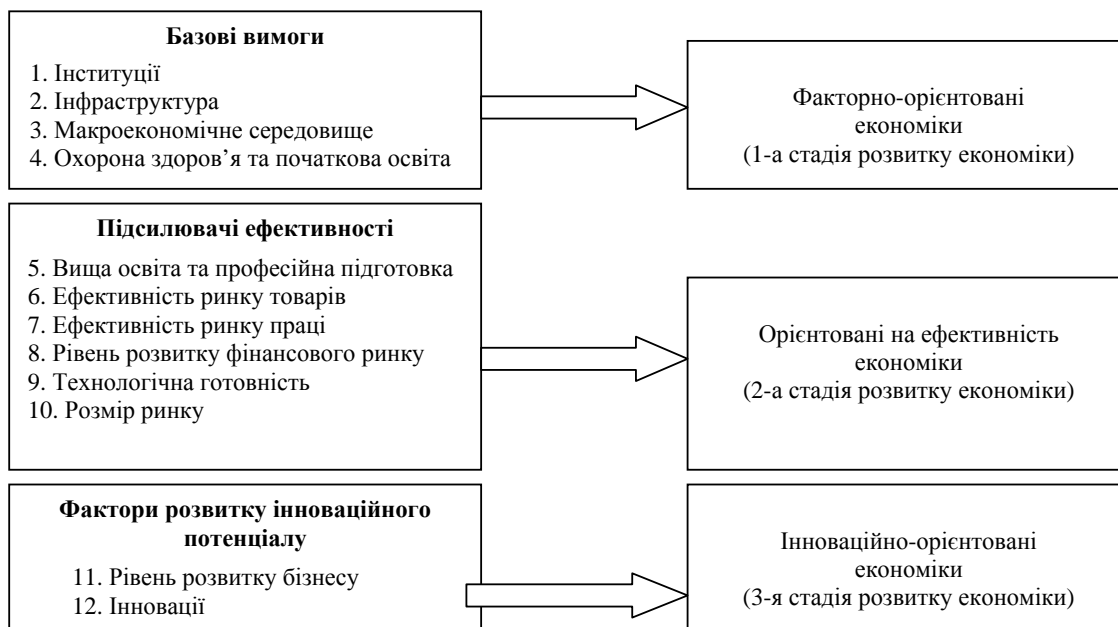 Базові вимоги
1. Інституції
2. Інфраструктура
3. Макроекономічне середовище
4. Охорона здоров’я та початкова освіта
Факторно-орієнтовані
економіки
(1-а стадія розвитку економіки)
Підсилювачі ефективності
5. Вища освіта та професійна підготовка
6. Ефективність ринку товарів
7. Ефективність ринку праці
8. Рівень розвитку фінансового ринку
9. Технологічна готовність
10. Розмір ринку
Орієнтовані на ефективність
економіки
(2-а стадія розвитку економіки)
Фактори розвитку інноваційного
потенціалу
11. Рівень розвитку бізнесу
12. Інновації
Інноваційно-орієнтовані
економіки
(3-я стадія розвитку економіки)